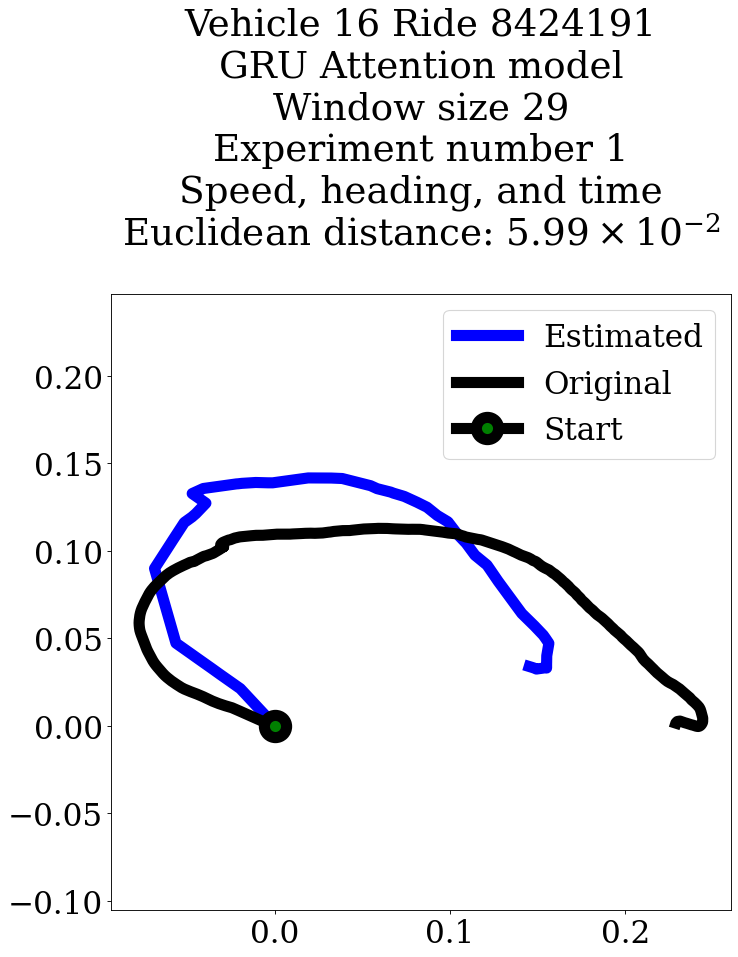 Vehicle 16 Ride 8424191
GRU Attention model
Window size 29
Experiment number 1
Speed, heading, and time
Euclidean distance: 5.99 × 10⁻²
Estimated
Original
Start
0.20
0.15
0.10
0.05
0.00
−0.05
−0.10
0.0 0.1 0.2